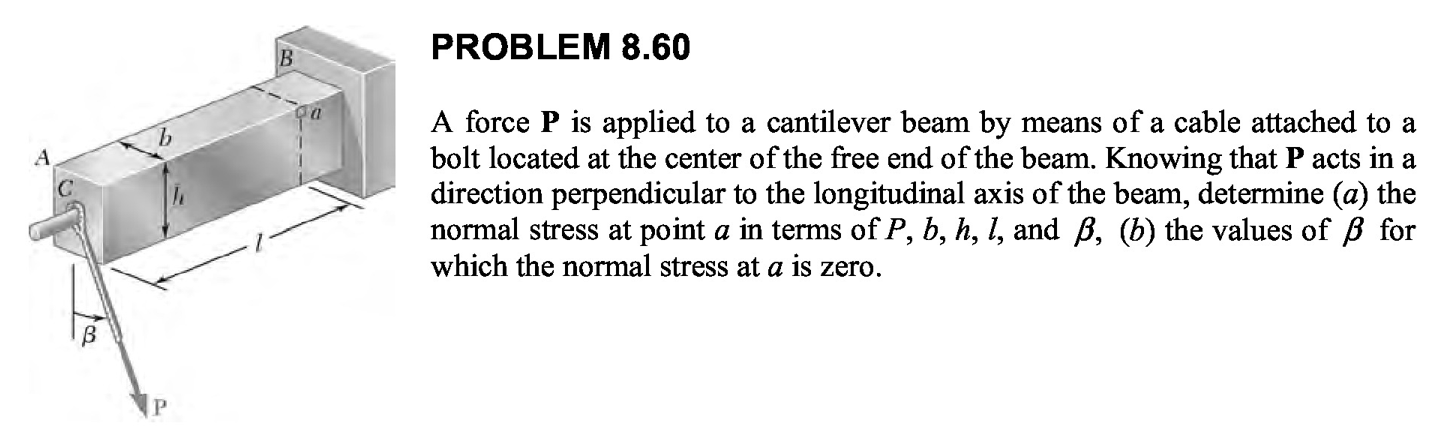 PROBLEM 8.60
A force P is applied to a cantilever beam by means of a cable attached to a
bolt located at the center of the free end of the beam. Knowing that P acts in a
direction perpendicular to the longitudinal axis of the beam, determine (a) the
normal stress at point a in terms of P, b, h, l, and β, (b) the values of β for
which the normal stress at a is zero.
B
a
b
A
C
h
l
β
P